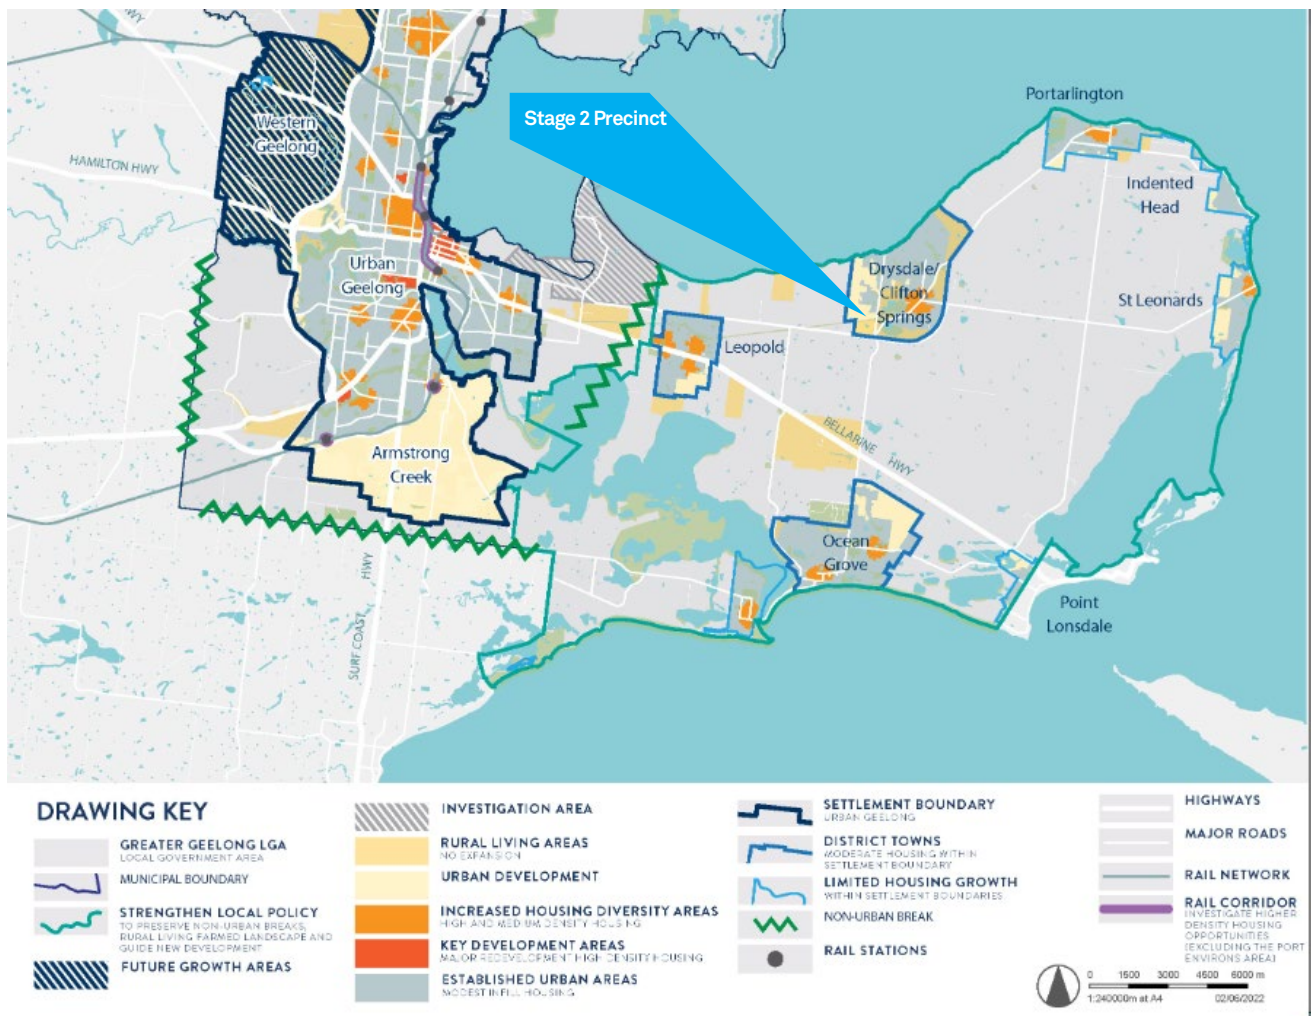 HWY
Portarlington
Stage 2 Precinct
Western
Geelong
HAMILTON HWY
Indented
Head
Urban
Geelong
Drysdale/
Clifton
Springs
St Leonards
Leopold
BELLARINE HWY
Armstrong
Creek
Ocean
Grove
Point
Lonsdale
SURF COAST HWY
DRAWING KEY
GREATER GEELONG LGA
LOCAL GOVERNMENT AREA
MUNICIPAL BOUNDARY
STRENGTHEN LOCAL POLICY
TO PRESERVE NON-URBAN BREAKS,
RURAL LIVING FARMED LANDSCAPE AND
GUIDE NEW DEVELOPMENT
FUTURE GROWTH AREAS
INVESTIGATION AREA
RURAL LIVING AREAS
NO EXPANSION
URBAN DEVELOPMENT
INCREASED HOUSING DIVERSITY AREAS
HIGH AND MEDIUM DENSITY HOUSING
KEY DEVELOPMENT AREAS
MAJOR REDEVELOPMENT HIGH DENSITY HOUSING
ESTABLISHED URBAN AREAS
MODEST INFILL HOUSING
SETTLEMENT BOUNDARY
URBAN GEELONG
DISTRICT TOWNS
MODERATE HOUSING WITHIN
SETTLEMENT BOUNDARY
LIMITED HOUSING GROWTH
WITHIN SETTLEMENT BOUNDARIES
NON-URBAN BREAK
RAIL STATIONS
HIGHWAYS
MAJOR ROADS
RAIL NETWORK
RAIL CORRIDOR
INVESTIGATE HIGHER
DENSITY HOUSING
OPPORTUNITIES
(EXCLUDING THE PORT
ENVIRONS AREA)
0 1500 3000 4500 6000 m
1:240000m at A4 02/06/2022